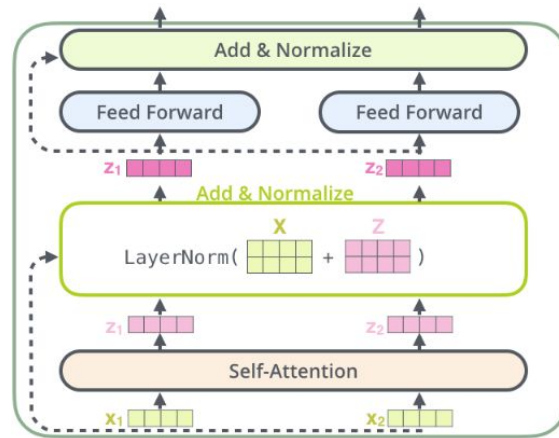 Add & Normalize
Feed Forward Feed Forward
z₁ z₂
Add & Normalize
X Z
LayerNorm( + )
z₁ z₂
Self-Attention
x₁ x₂